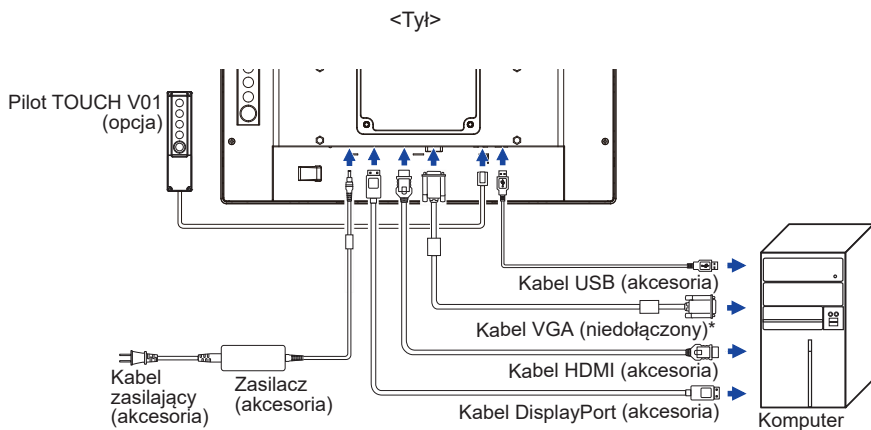 <Tył>
Pilot TOUCH V01
(opcja)
Kabel USB (akcesoria)
Kabel VGA (niedołączony)*
Kabel HDMI (akcesoria)
Kabel DisplayPort (akcesoria)
Kabel
zasilający
(akcesoria)
Zasilacz
(akcesoria)
Komputer